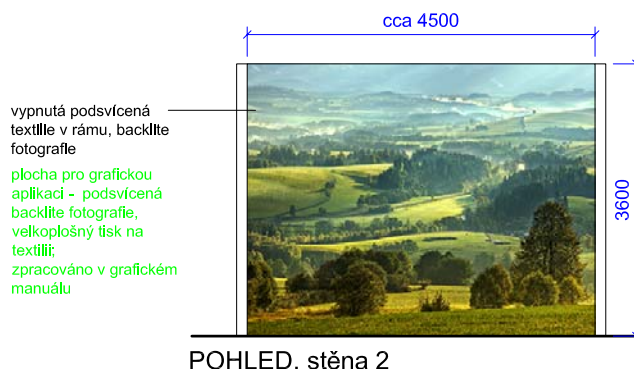 cca 4500
vypnutá podsvícená
textilie v rámu, backlite
fotografie
plocha pro grafickou
aplikaci - podsvícená
backlite fotografie,
velkoplošný tisk na
textilii;
zpracováno v grafickém
manuálu
3600
POHLED, stěna 2